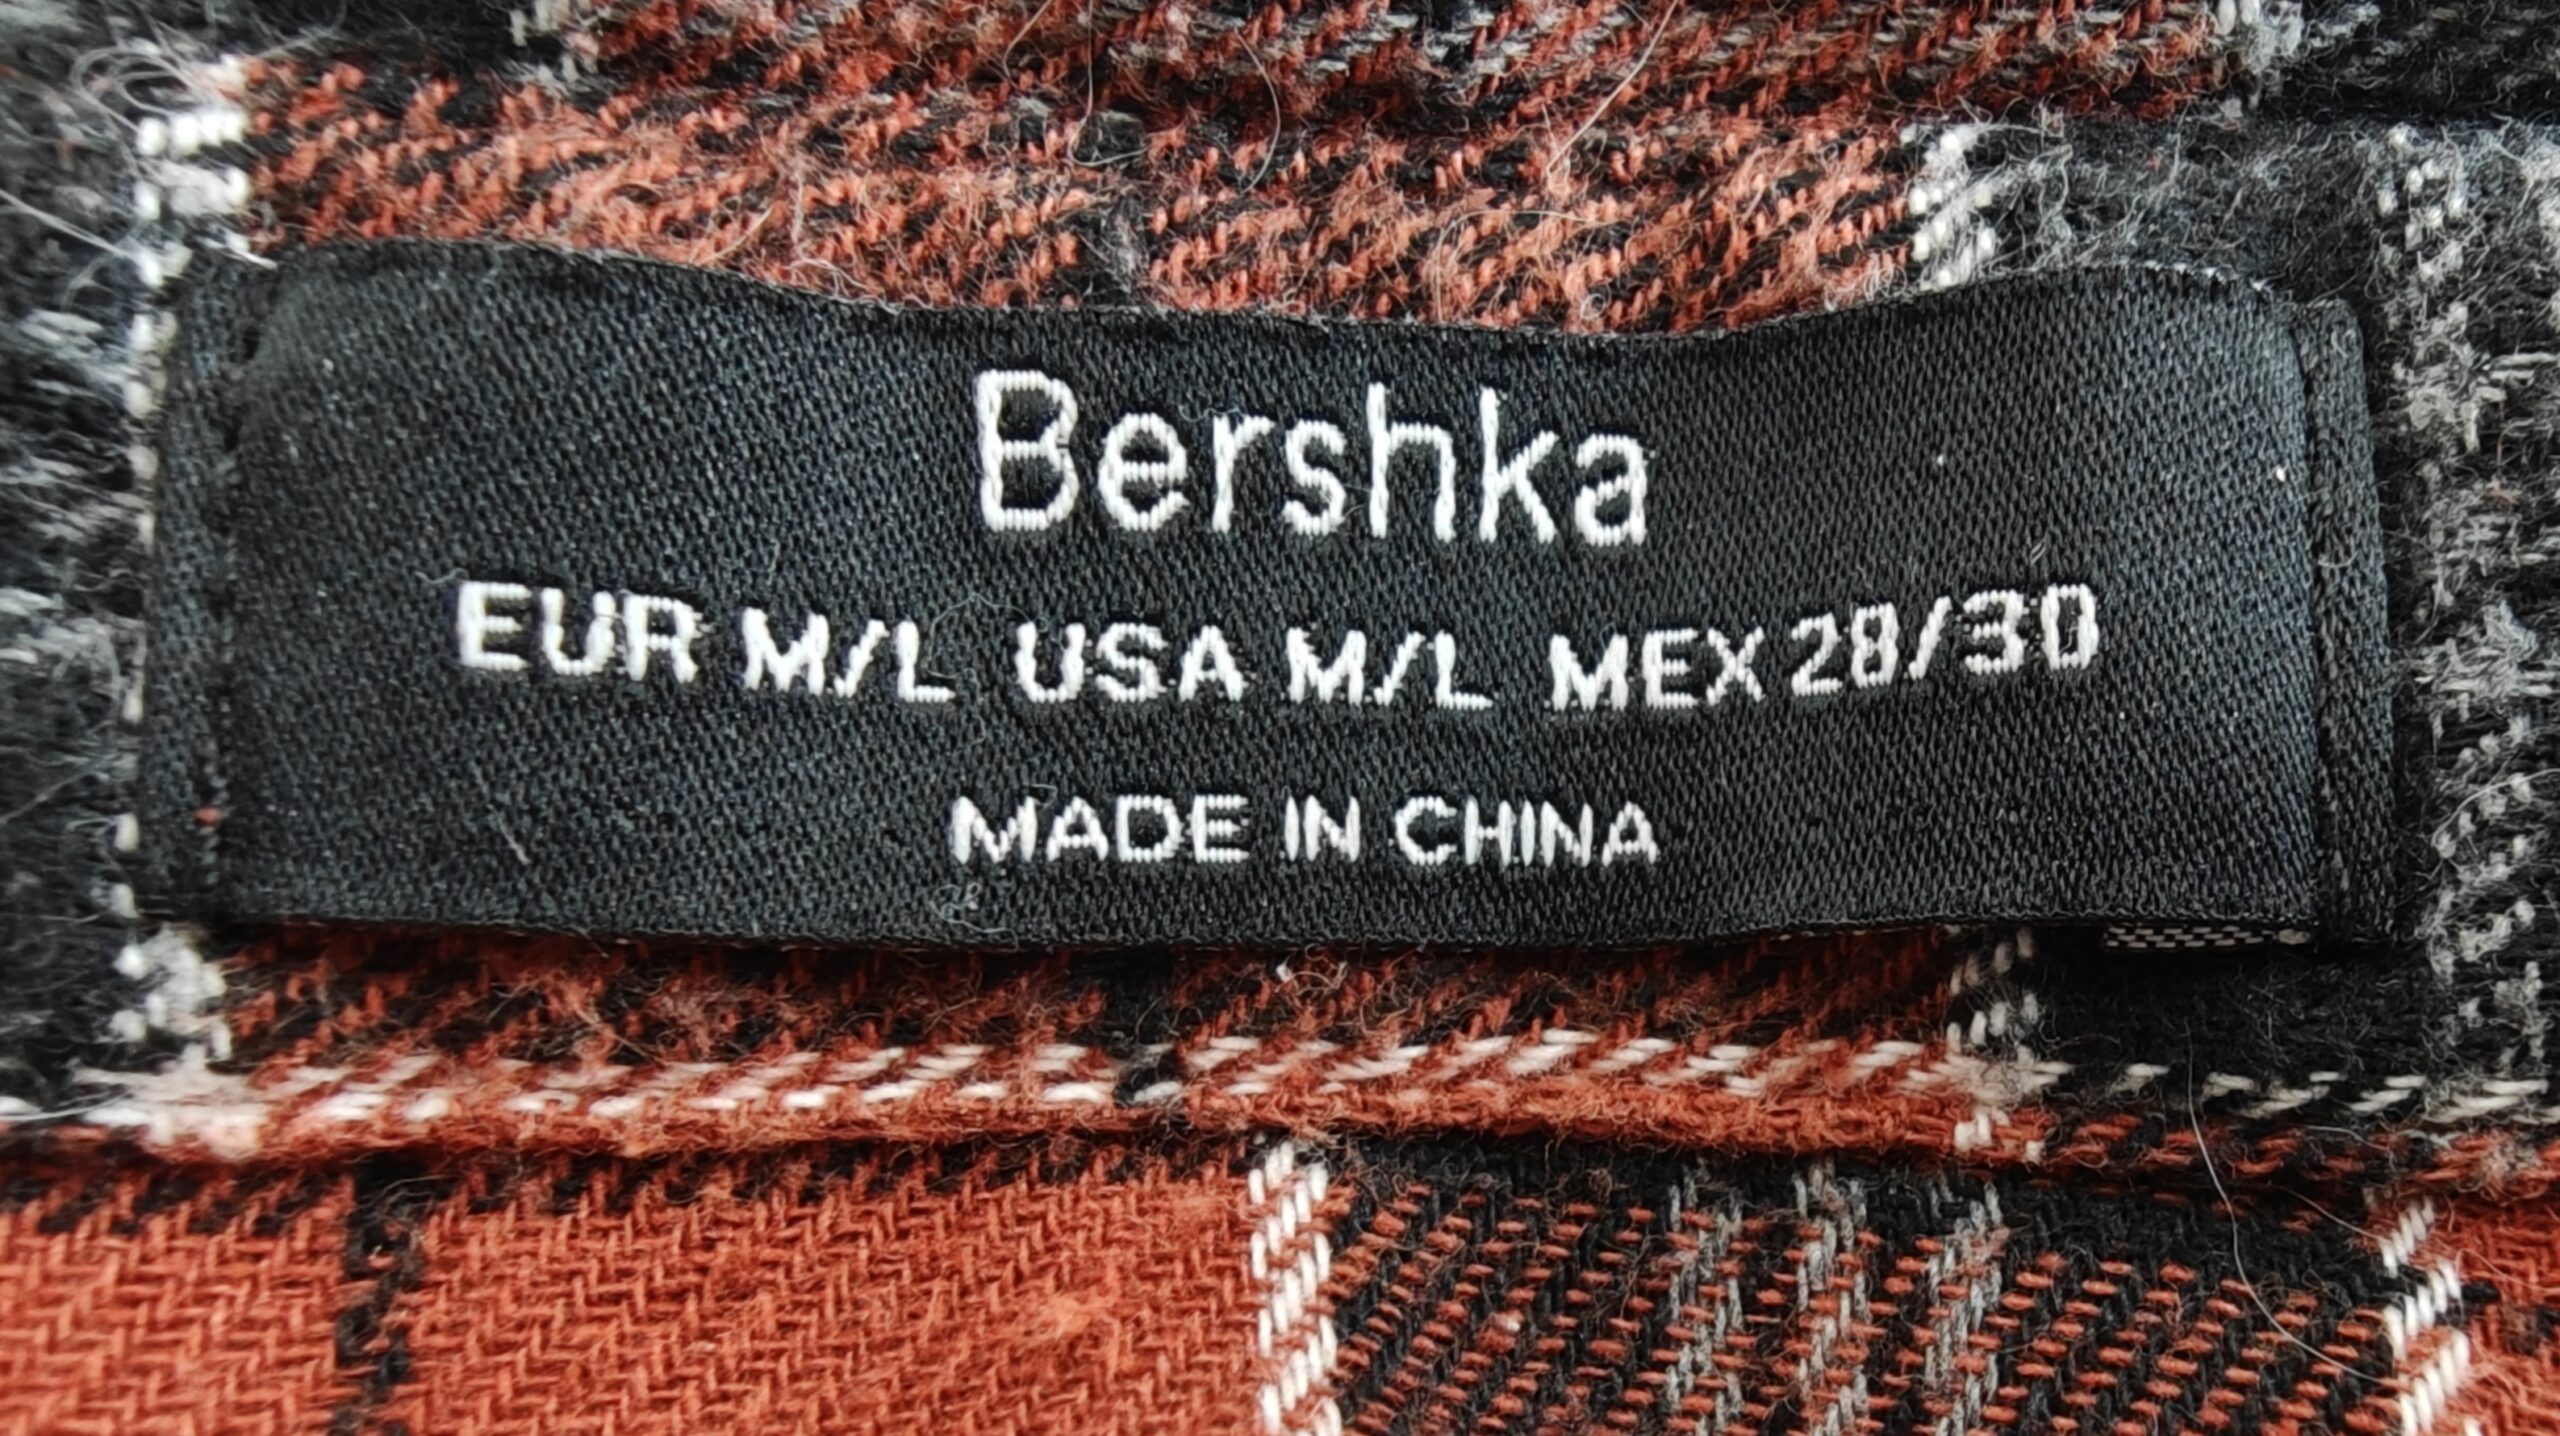 Bershka
EUR M/L USA M/L MEX 28/30
MADE IN CHINA